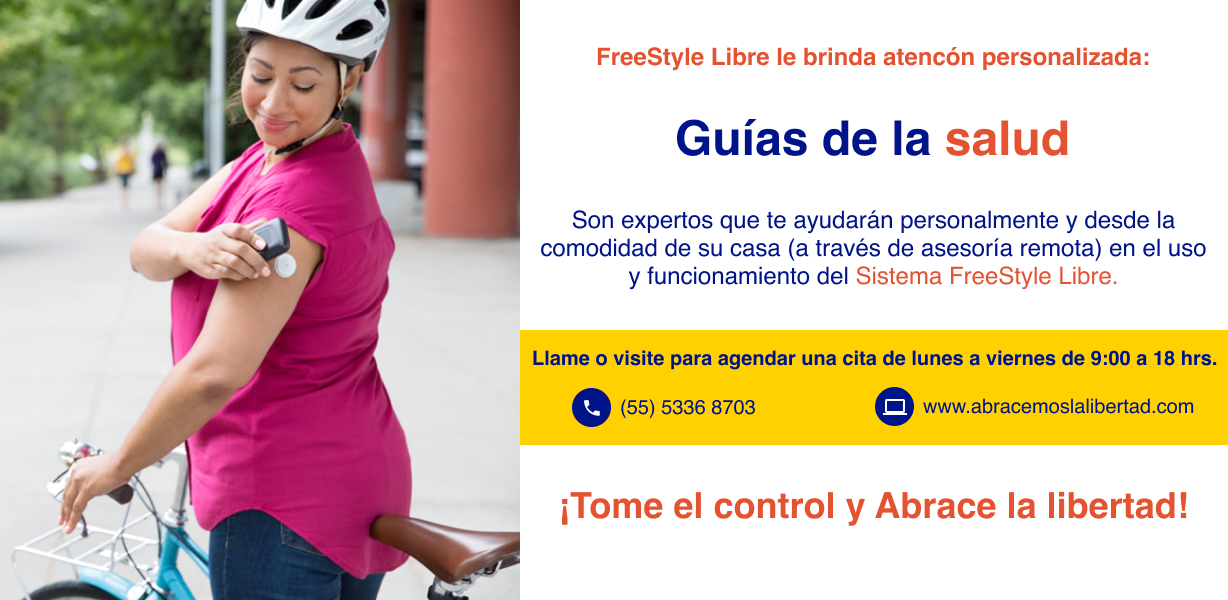 FreeStyle Libre le brinda atencón personalizada:
Guías de la salud
Son expertos que te ayudarán personalmente y desde la
comodidad de su casa (a través de asesoría remota) en el uso
y funcionamiento del Sistema FreeStyle Libre.
Llame o visite para agendar una cita de lunes a viernes de 9:00 a 18 hrs.
(55) 5336 8703
www.abracemoslalibertad.com
¡Tome el control y Abrace la libertad!